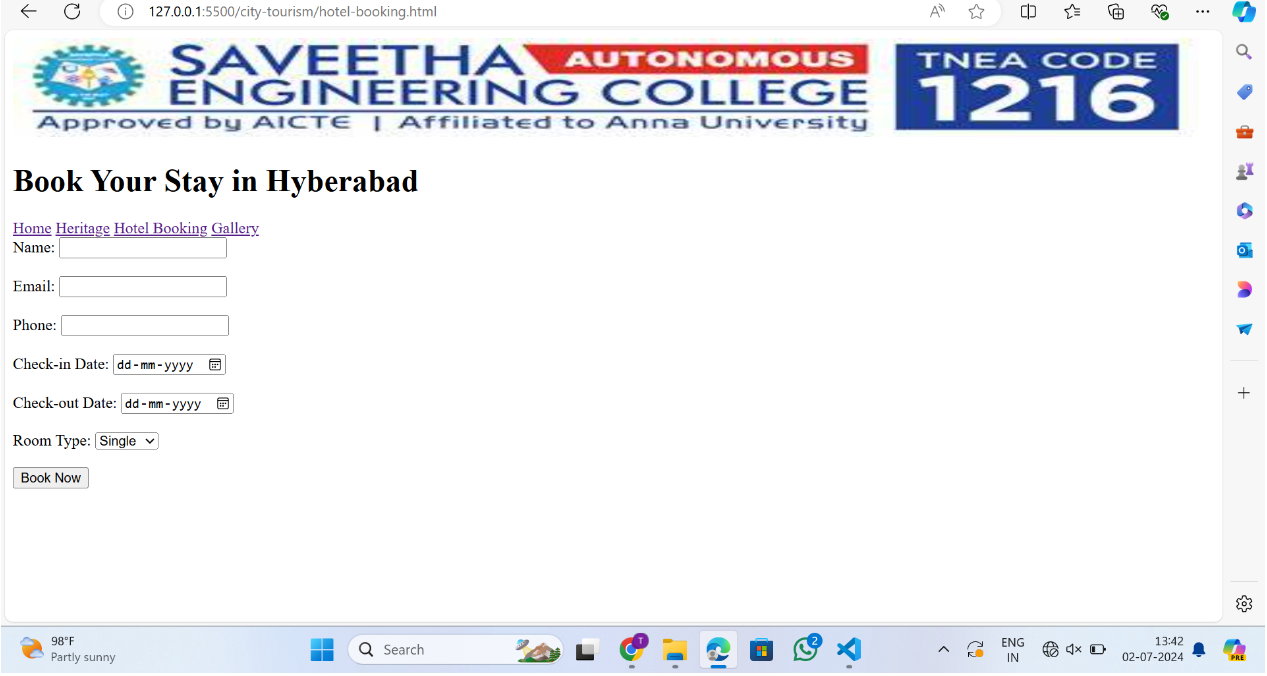 127.0.0.1:5500/city-tourism/hotel-booking.html
SAVEETHA AUTONOMOUS
ENGINEERING COLLEGE
Approved by AICTE | Affiliated to Anna University
TNEA CODE
1216
Book Your Stay in Hyberabad
Home Heritage Hotel Booking Gallery
Name:
Email:
Phone:
Check-in Date: dd-mm-yyyy
Check-out Date: dd-mm-yyyy
Room Type: Single
Book Now
98°F
Partly sunny
Search
T
2
ENG
IN
13:42
02-07-2024
PRE